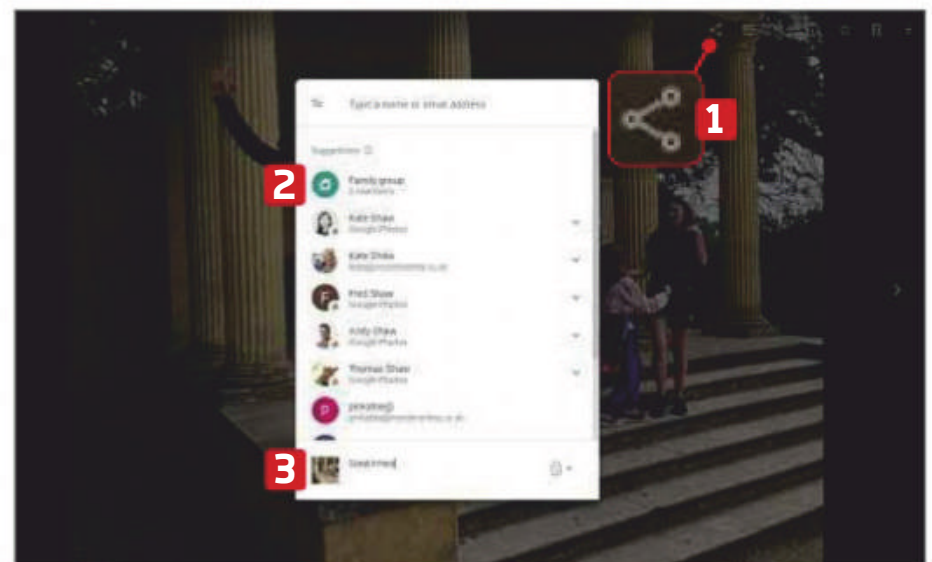 1
To
Type a name or email address
Suggestions
2
Family group
Kate Shaw
Google Photos
Kate Shaw
F
Fred Shaw
Google Photos
Andy Shaw
Google Photos
Thomas Shaw
Google Photos
P
3